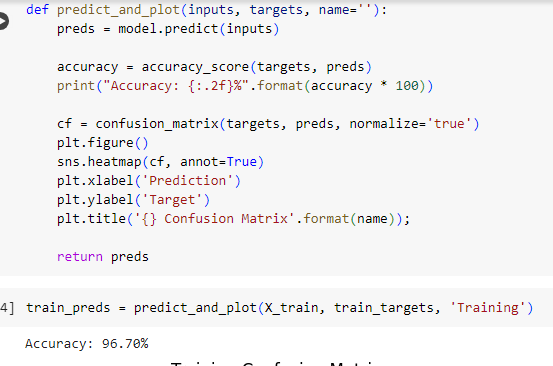 def predict_and_plot(inputs, targets, name=''):
    preds = model.predict(inputs)

    accuracy = accuracy_score(targets, preds)
    print("Accuracy: {:.2f}%".format(accuracy * 100))

    cf = confusion_matrix(targets, preds, normalize='true')
    plt.figure()
    sns.heatmap(cf, annot=True)
    plt.xlabel('Prediction')
    plt.ylabel('Target')
    plt.title('{} Confusion Matrix'.format(name));

    return preds

4] train_preds = predict_and_plot(X_train, train_targets, 'Training')
Accuracy: 96.70%